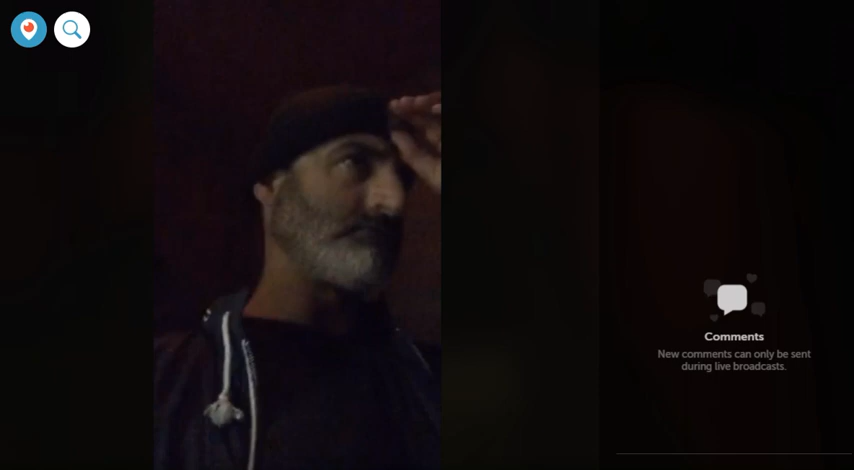 Comments
New comments can only be sent
during live broadcasts.